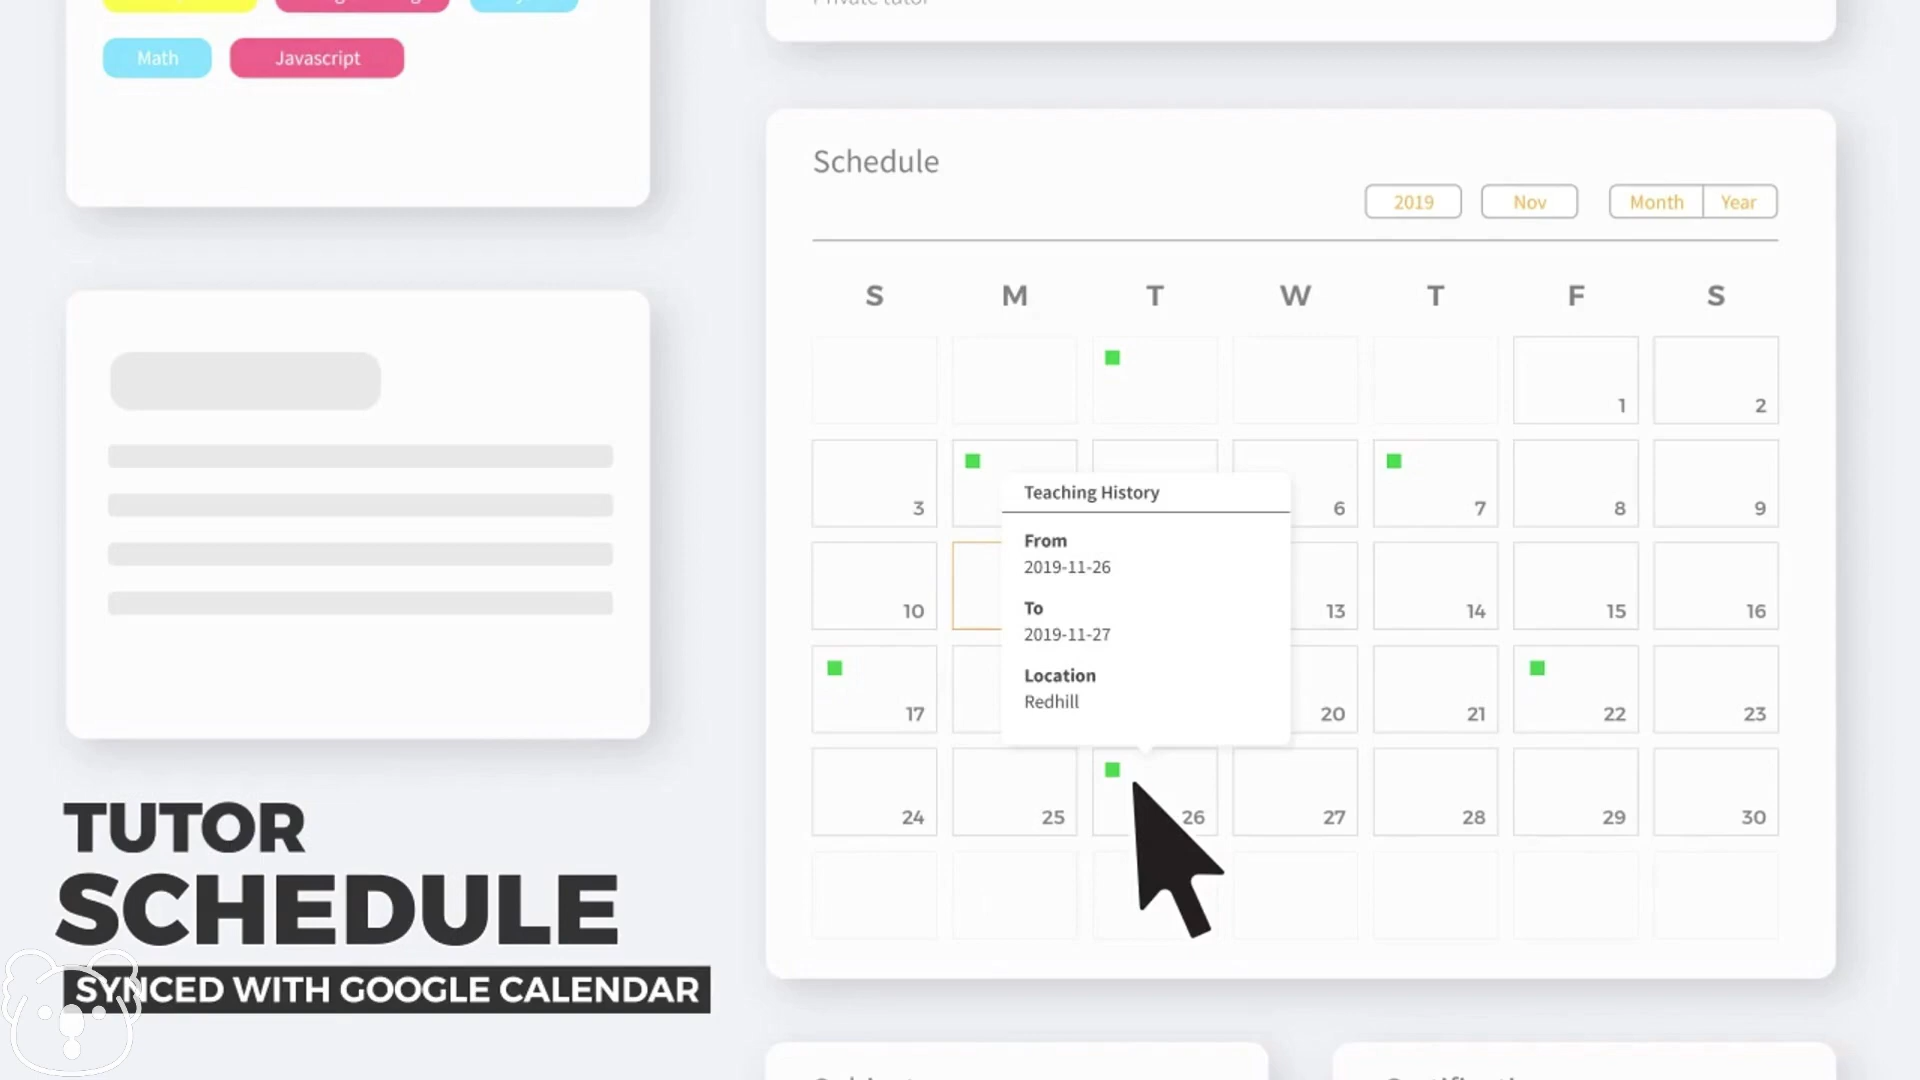 Math Javascript
Private tutor
Schedule
2019 Nov Month Year
S M T W T F S
1 2
3 6 7 8 9
10 13 14 15 16
17 20 21 22 23
24 25 26 27 28 29 30
Teaching History
From
2019-11-26
To
2019-11-27
Location
Redhill
TUTOR
SCHEDULE
SYNCED WITH GOOGLE CALENDAR